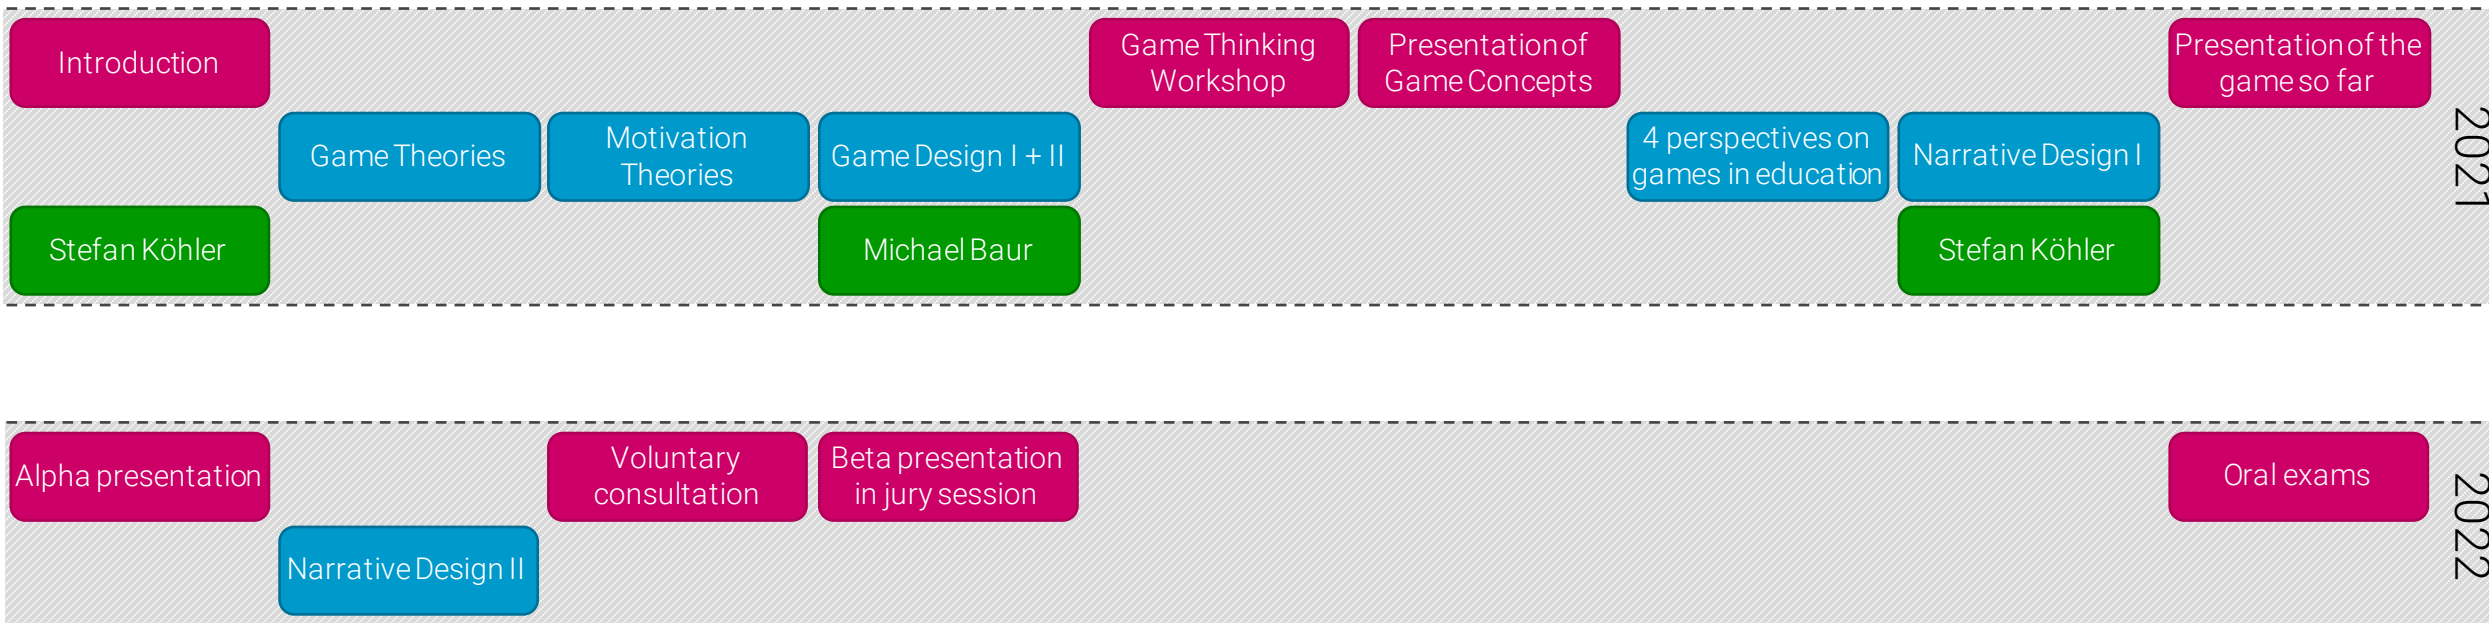 Introduction
Game Thinking
Workshop
Presentation of
Game Concepts
Presentation of the
game so far
Game Theories
Motivation
Theories
Game Design I + II
4 perspectives on
games in education
Narrative Design I
Stefan Köhler
Michael Baur
Stefan Köhler
2021
Alpha presentation
Voluntary
consultation
Beta presentation
in jury session
Oral exams
Narrative Design II
2022